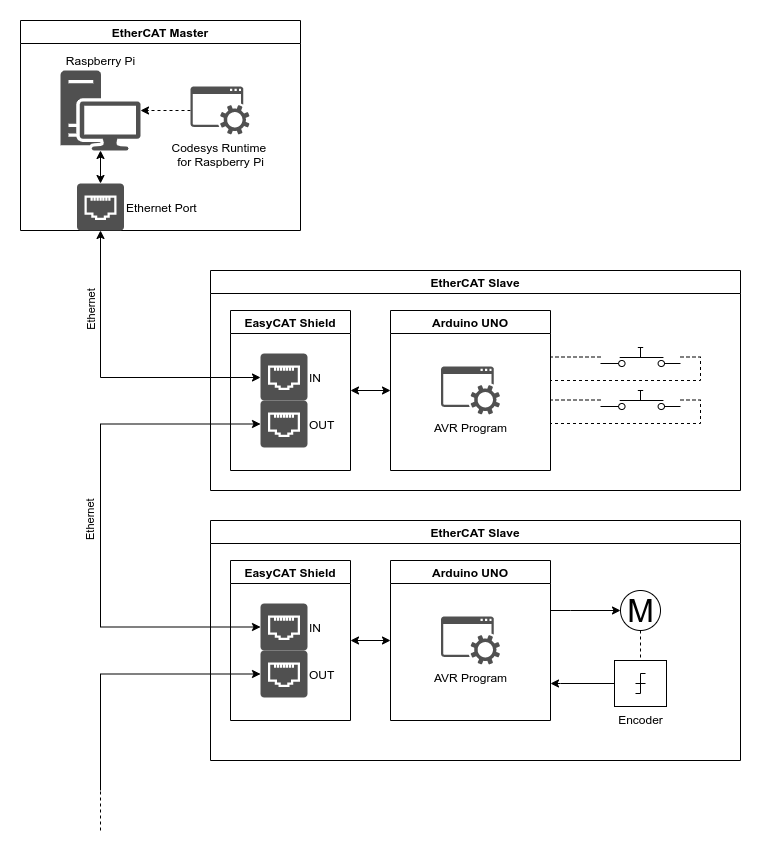 EtherCAT Master
Raspberry Pi
Codesys Runtime
for Raspberry Pi
Ethernet Port
Ethernet
EtherCAT Slave
EasyCAT Shield
Arduino UNO
IN
OUT
AVR Program
Ethernet
EtherCAT Slave
EasyCAT Shield
Arduino UNO
IN
OUT
AVR Program
M
Encoder